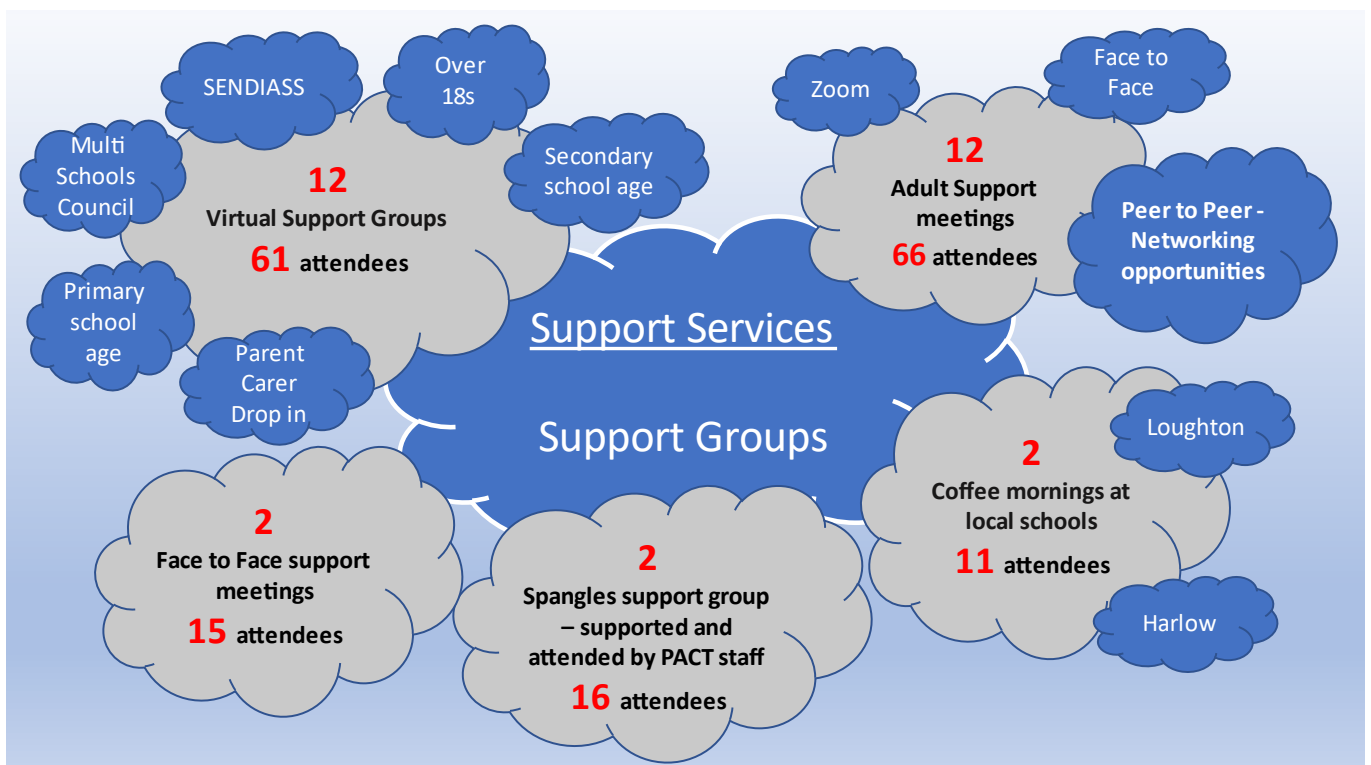 Support Services
Support Groups
SENDIASS
Over
18s
Multi
Schools
Council
Secondary
school age
12
Virtual Support Groups
61 attendees
Primary
school
age
Parent
Carer
Drop in
Zoom
Face to
Face
12
Adult Support
meetings
66 attendees
Peer to Peer -
Networking
opportunities
2
Face to Face support
meetings
15 attendees
2
Spangles support group
– supported and
attended by PACT staff
16 attendees
2
Coffee mornings at
local schools
11 attendees
Loughton
Harlow